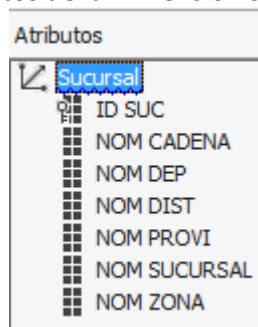 Atributos
Sucursal
ID SUC
NOM CADENA
NOM DEP
NOM DIST
NOM PROVI
NOM SUCURSAL
NOM ZONA